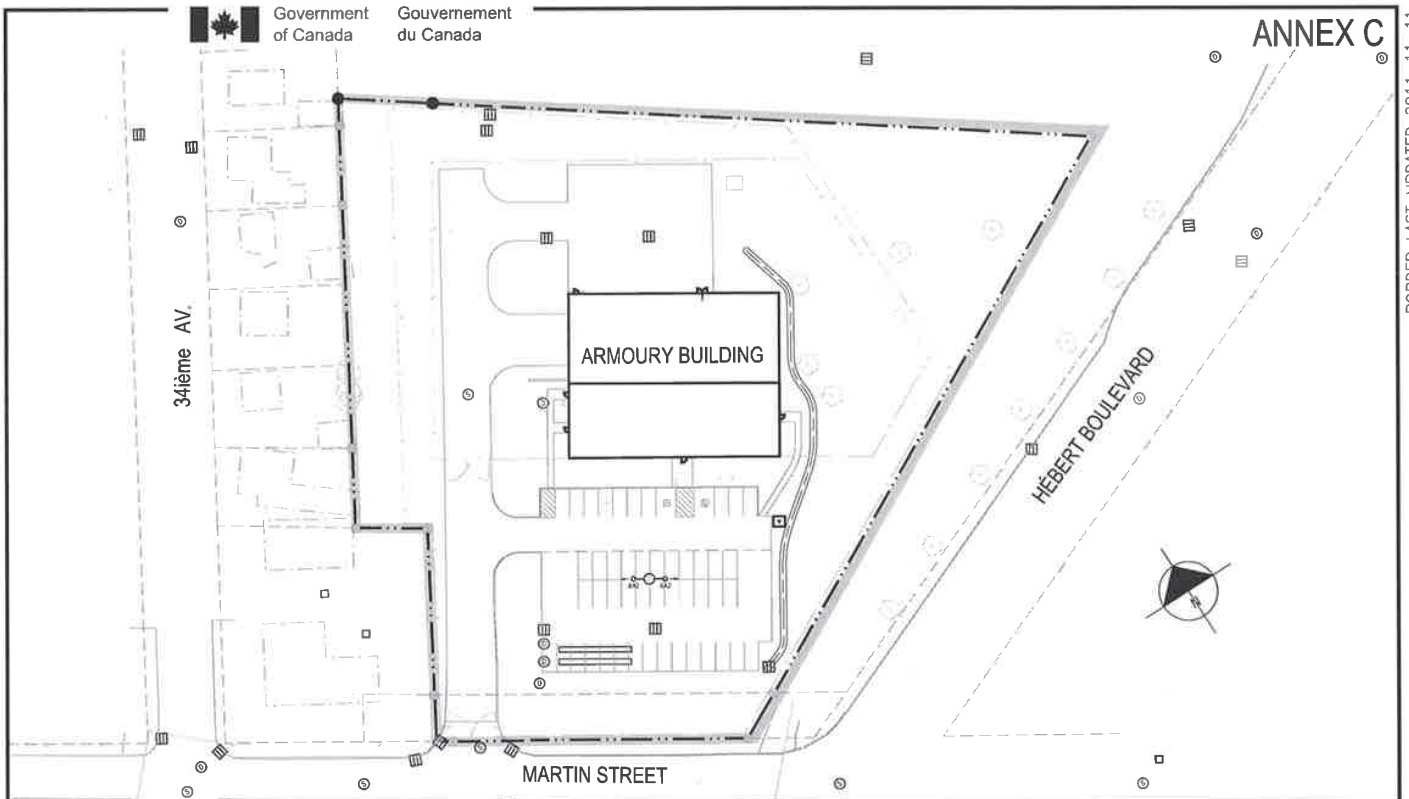 Government Gouvernement
of Canada du Canada
ANNEX C
34ième AV.
ARMOURY BUILDING
HÉBERT BOULEVARD
N
MARTIN STREET